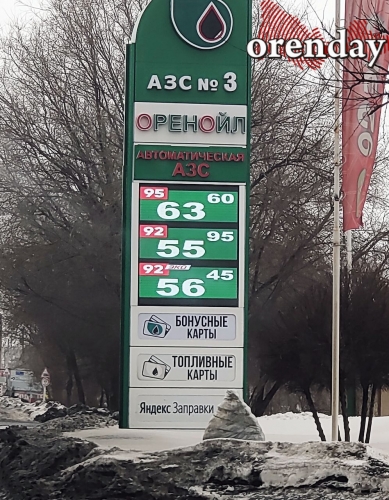 orenday
АЗС № 3
ОРЕНОЙЛ
АВТОМАТИЧЕСКАЯ
АЗС
95 63 60
92 55 95
92 ЭКО 56 45
БОНУСНЫЕ
КАРТЫ
ТОПЛИВНЫЕ
КАРТЫ
Яндекс Заправки